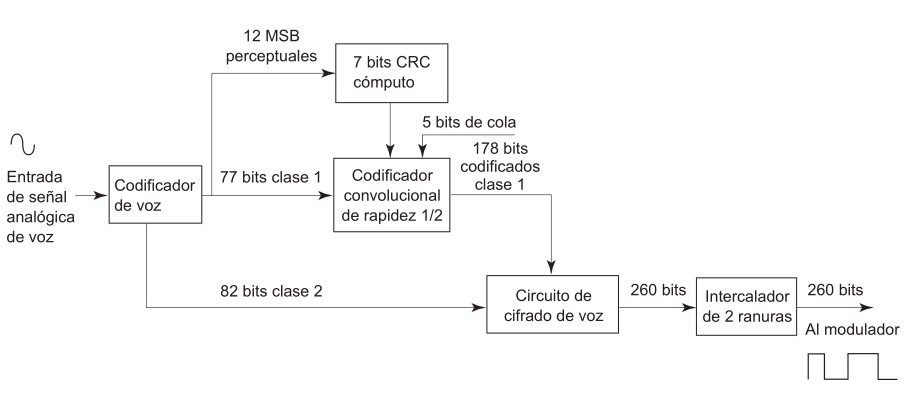 12 MSB
perceptuales
7 bits CRC
cómputo
5 bits de cola
178 bits
codificados
clase 1
Entrada
de señal
analógica
de voz
Codificador
de voz
77 bits clase 1
Codificador
convolucional
de rapidez 1/2
82 bits clase 2
Circuito de
cifrado de voz
260 bits
Intercalador
de 2 ranuras
260 bits
Al modulador